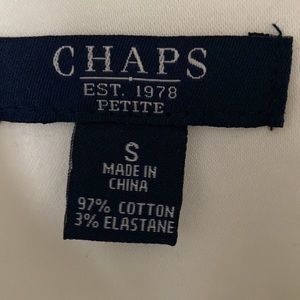 CHAPS
EST. 1978
PETITE
S
MADE IN
CHINA
97% COTTON
3% ELASTANE